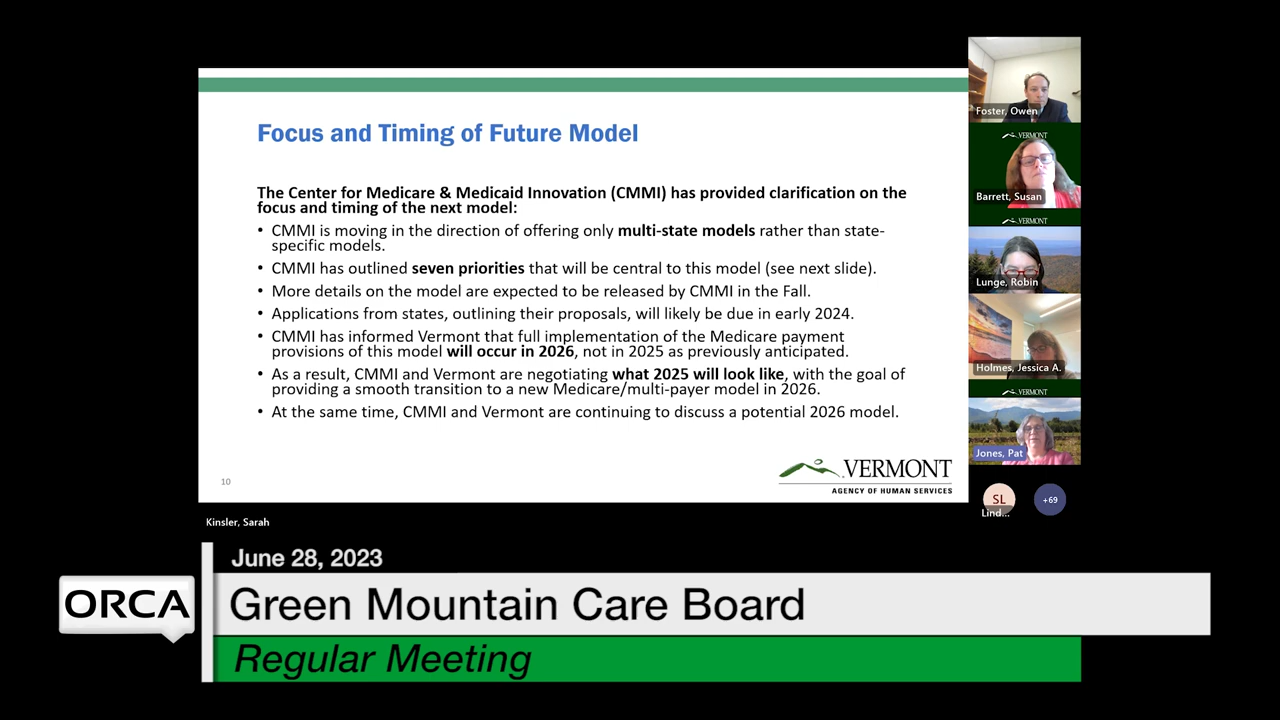 Focus and Timing of Future Model
The Center for Medicare & Medicaid Innovation (CMMI) has provided clarification on the
focus and timing of the next model:
• CMMI is moving in the direction of offering only multi-state models rather than state-
specific models.
• CMMI has outlined seven priorities that will be central to this model (see next slide).
• More details on the model are expected to be released by CMMI in the Fall.
• Applications from states, outlining their proposals, will likely be due in early 2024.
• CMMI has informed Vermont that full implementation of the Medicare payment
provisions of this model will occur in 2026, not in 2025 as previously anticipated.
• As a result, CMMI and Vermont are negotiating what 2025 will look like, with the goal of
providing a smooth transition to a new Medicare/multi-payer model in 2026.
• At the same time, CMMI and Vermont are continuing to discuss a potential 2026 model.
10
VERMONT
AGENCY OF HUMAN SERVICES
Foster, Owen
VERMONT
Barrett, Susan
VERMONT
Lunge, Robin
Holmes, Jessica A.
VERMONT
Jones, Pat
SL
Lind...
+69
Kinsler, Sarah
June 28, 2023
ORCA
Green Mountain Care Board
Regular Meeting